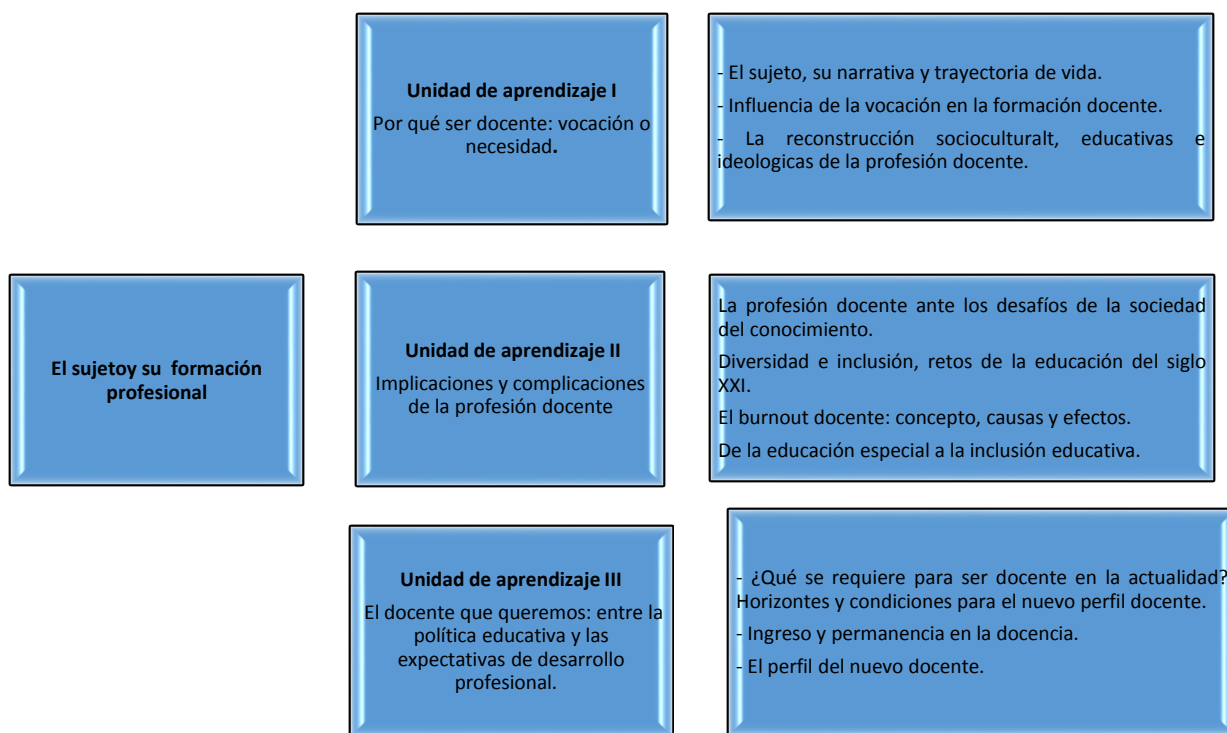 Unidad de aprendizaje I
Por qué ser docente: vocación o
necesidad.
- El sujeto, su narrativa y trayectoria de vida.
- Influencia de la vocación en la formación docente.
- La reconstrucción socioculturalt, educativas e
ideologicas de la profesión docente.
El sujetoy su formación
profesional
Unidad de aprendizaje II
Implicaciones y complicaciones
de la profesión docente
La profesión docente ante los desafíos de la sociedad
del conocimiento.
Diversidad e inclusión, retos de la educación del siglo
XXI.
El burnout docente: concepto, causas y efectos.
De la educación especial a la inclusión educativa.
Unidad de aprendizaje III
El docente que queremos: entre la
política educativa y las
expectativas de desarrollo
profesional.
- ¿Qué se requiere para ser docente en la actualidad?
Horizontes y condiciones para el nuevo perfil docente.
- Ingreso y permanencia en la docencia.
- El perfil del nuevo docente.